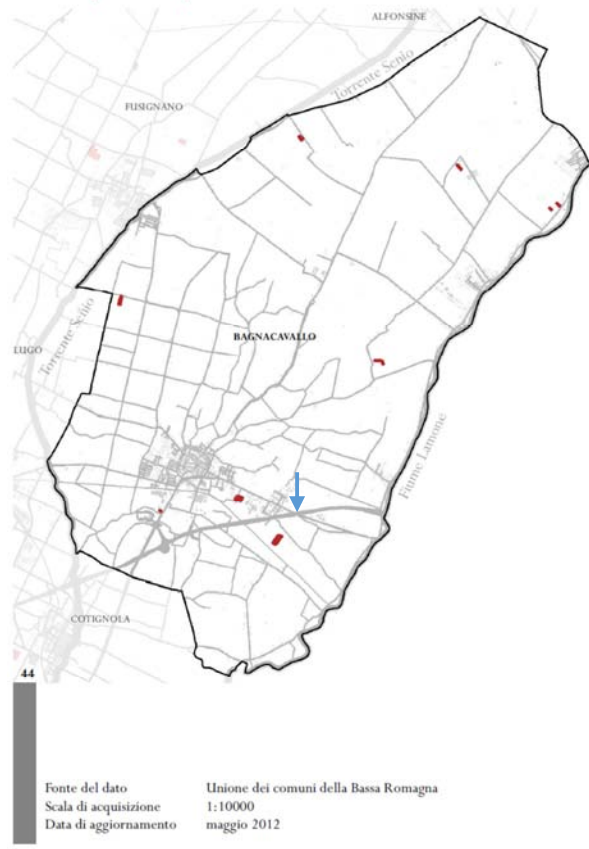 ALFONSINE
Torrente Senio
FUSIGNANO
Torrente Senio
BAGNACAVALLO
LUGO
Fiume Lamone
COTIGNOLA
44
Fonte del dato Unione dei comuni della Bassa Romagna
Scala di acquisizione 1:10000
Data di aggiornamento maggio 2012